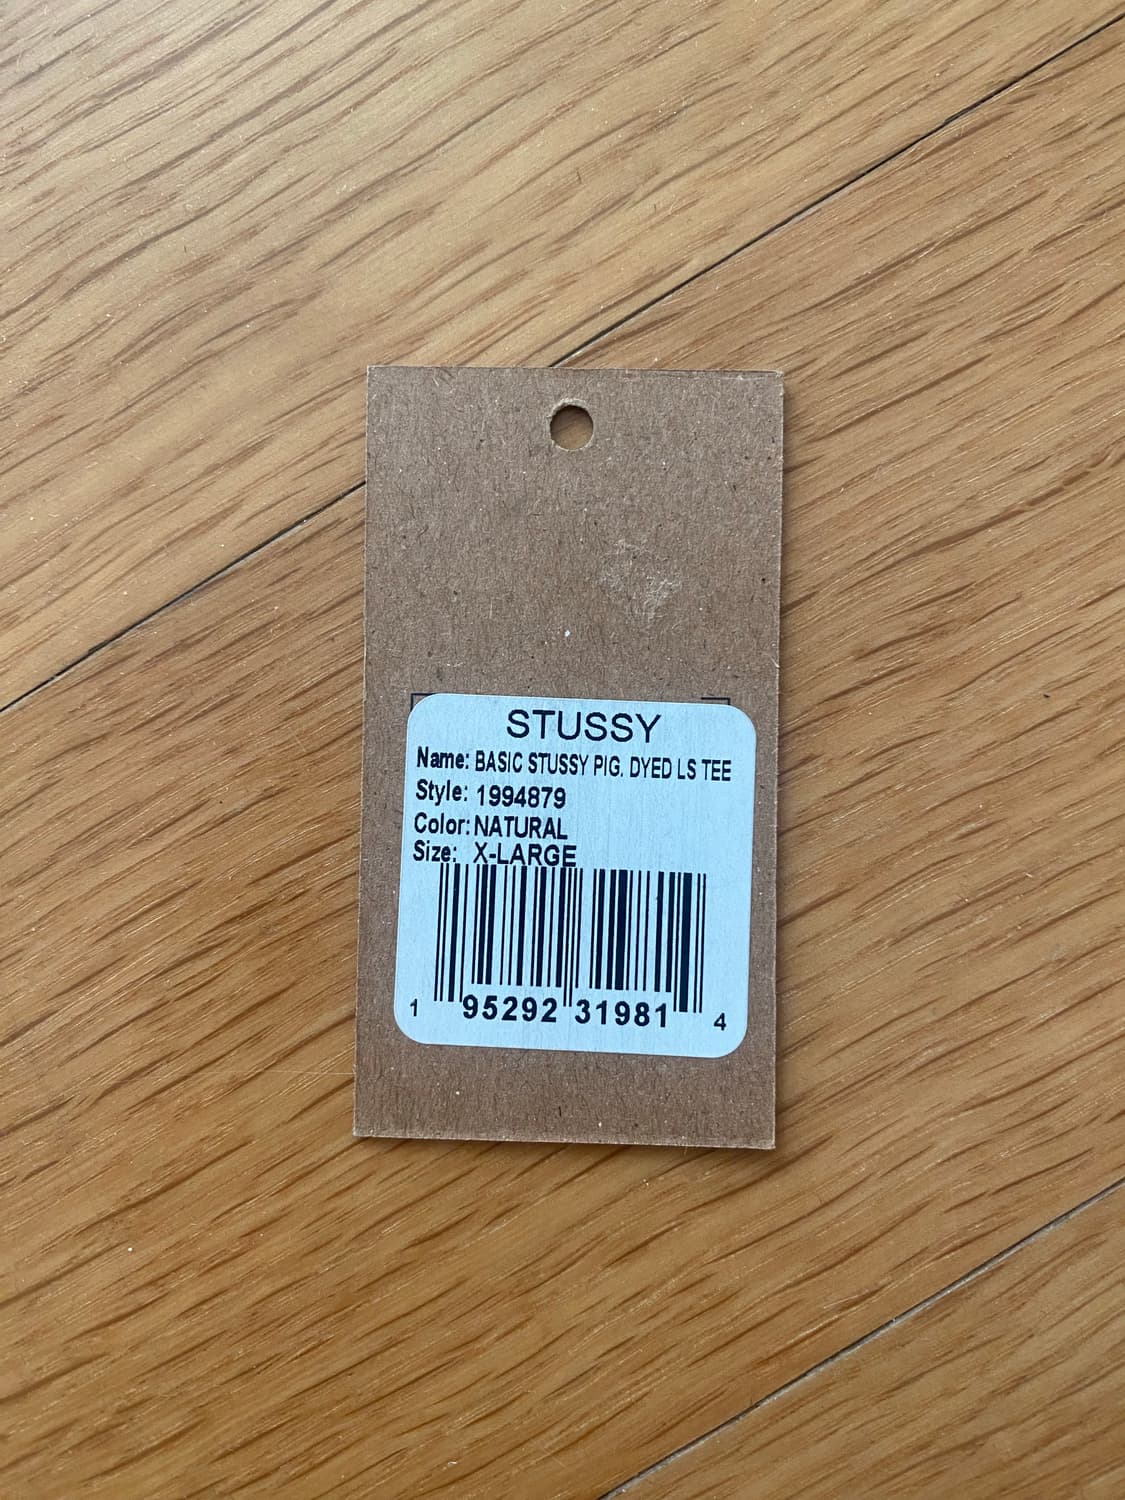 STUSSY
Name: BASIC STUSSY PIG. DYED LS TEE
Style: 1994879
Color: NATURAL
Size: X-LARGE
1 95292 31981 4